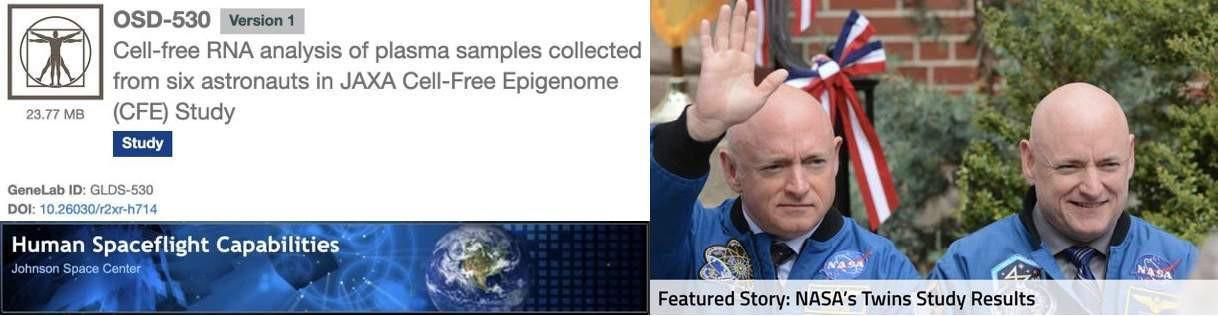 OSD-530 Version 1
Cell-free RNA analysis of plasma samples collected
from six astronauts in JAXA Cell-Free Epigenome
(CFE) Study
23.77 MB
Study
GeneLab ID: GLDS-530
DOI: 10.26030/r2xr-h714
Human Spaceflight Capabilities
Johnson Space Center
NASA
NASA
Featured Story: NASA's Twins Study Results